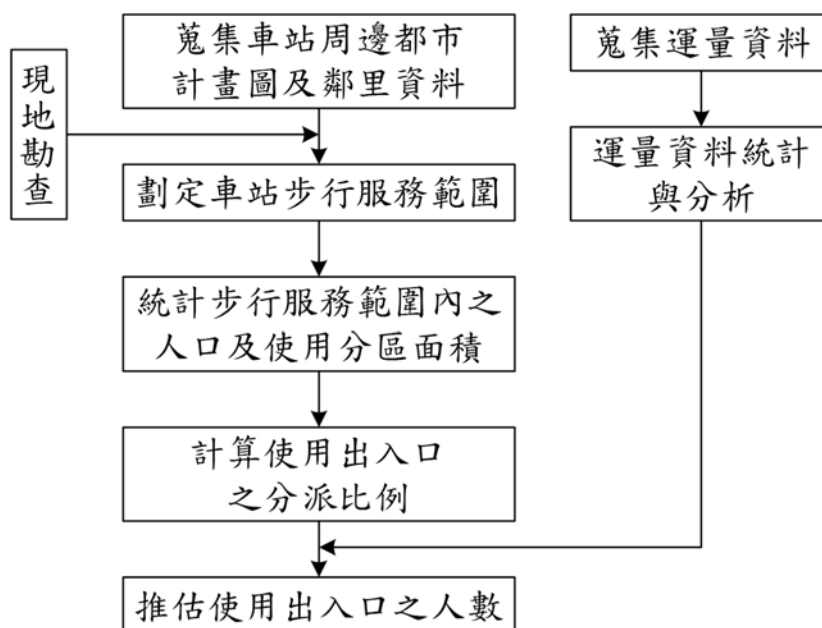 蒐集車站周邊都市
計畫圖及鄰里資料
蒐集運量資料
現地勘查
運量資料統計
與分析
劃定車站步行服務範圍
統計步行服務範圍內之
人口及使用分區面積
計算使用出入口
之分派比例
推估使用出入口之人數